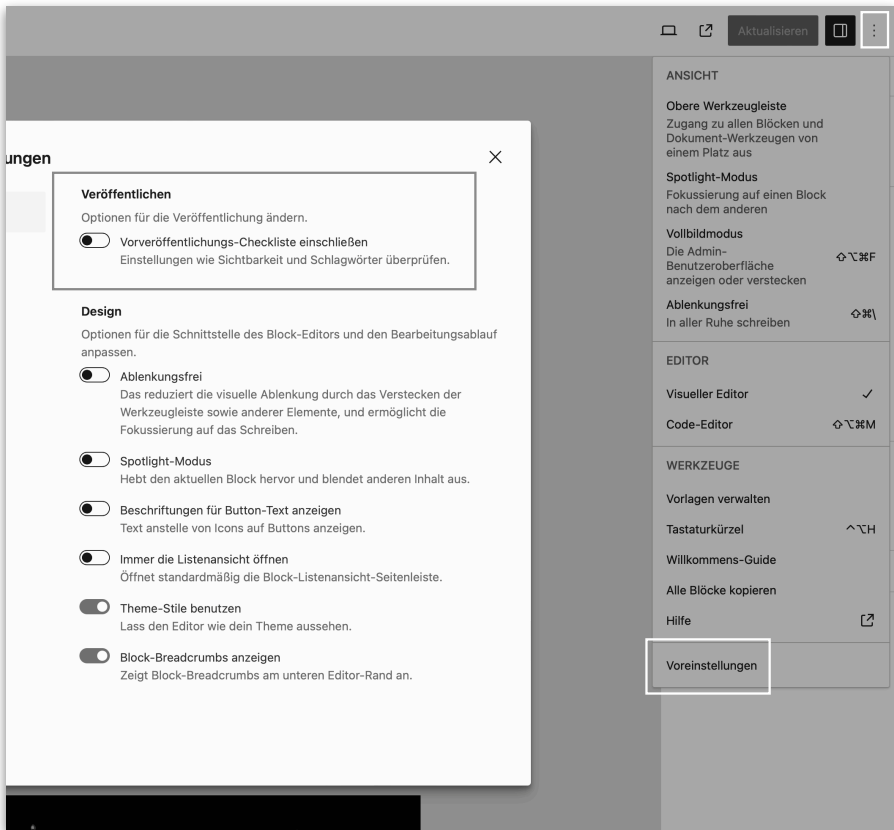 Aktualisieren
ungen
Veröffentlichen
Optionen für die Veröffentlichung ändern.
Vorveröffentlichungs-Checkliste einschließen
Einstellungen wie Sichtbarkeit und Schlagwörter überprüfen.
Design
Optionen für die Schnittstelle des Block-Editors und den Bearbeitungsablauf
anpassen.
Ablenkungsfrei
Das reduziert die visuelle Ablenkung durch das Verstecken der
Werkzeugleiste sowie anderer Elemente, und ermöglicht die
Fokussierung auf das Schreiben.
Spotlight-Modus
Hebt den aktuellen Block hervor und blendet anderen Inhalt aus.
Beschriftungen für Button-Text anzeigen
Text anstelle von Icons auf Buttons anzeigen.
Immer die Listenansicht öffnen
Öffnet standardmäßig die Block-Listenansicht-Seitenleiste.
Theme-Stile benutzen
Lass den Editor wie dein Theme aussehen.
Block-Breadcrumbs anzeigen
Zeigt Block-Breadcrumbs am unteren Editor-Rand an.
ANSICHT
Obere Werkzeugleiste
Zugang zu allen Blöcken und
Dokument-Werkzeugen von
einem Platz aus
Spotlight-Modus
Fokussierung auf einen Block
nach dem anderen
Vollbildmodus
Die Admin-
Benutzeroberfläche ⇧⌥⌘F
anzeigen oder verstecken
Ablenkungsfrei
In aller Ruhe schreiben ⇧⌘\
EDITOR
Visueller Editor ✓
Code-Editor ⇧⌥⌘M
WERKZEUGE
Vorlagen verwalten
Tastaturkürzel ^⌥H
Willkommens-Guide
Alle Blöcke kopieren
Hilfe
Voreinstellungen